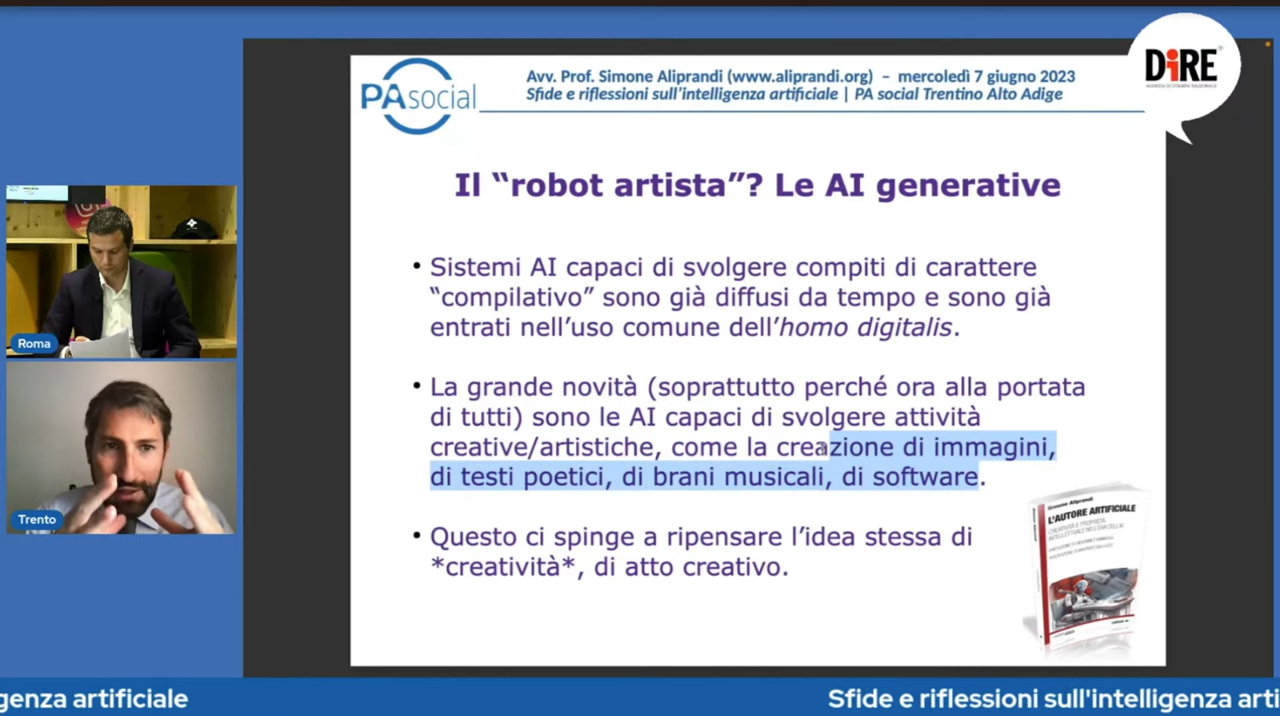 PAsocial
Avv. Prof. Simone Aliprandi (www.aliprandi.org) – mercoledì 7 giugno 2023
Sfide e riflessioni sull'intelligenza artificiale | PA social Trentino Alto Adige
DiRE
Il “robot artista”? Le AI generative
• Sistemi AI capaci di svolgere compiti di carattere
“compilativo” sono già diffusi da tempo e sono già
entrati nell’uso comune dell’homo digitalis.
• La grande novità (soprattutto perché ora alla portata
di tutti) sono le AI capaci di svolgere attività
creative/artistiche, come la creazione di immagini,
di testi poetici, di brani musicali, di software.
• Questo ci spinge a ripensare l’idea stessa di
*creatività*, di atto creativo.
Simone Aliprandi
L'AUTORE ARTIFICIALE
Roma
Trento
genza artificiale
Sfide e riflessioni sull'intelligenza arti